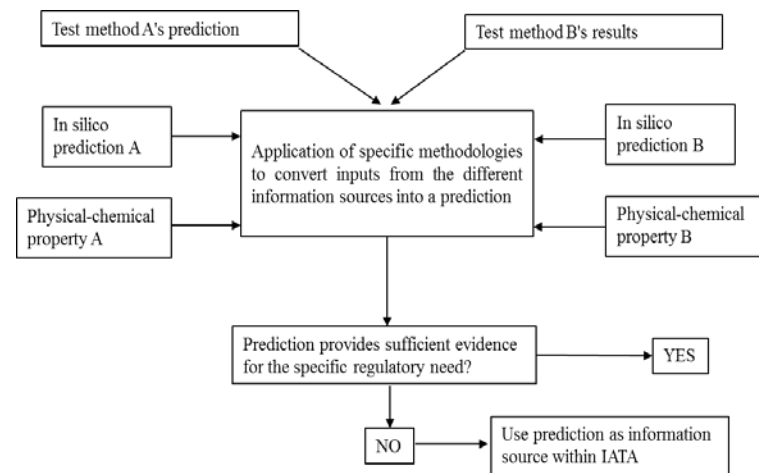 Test method A's prediction
Test method B's results
In silico
prediction A
Application of specific methodologies
to convert inputs from the different
information sources into a prediction
In silico
prediction B
Physical-chemical
property A
Physical-chemical
property B
Prediction provides sufficient evidence
for the specific regulatory need?
YES
NO
Use prediction as information
source within IATA